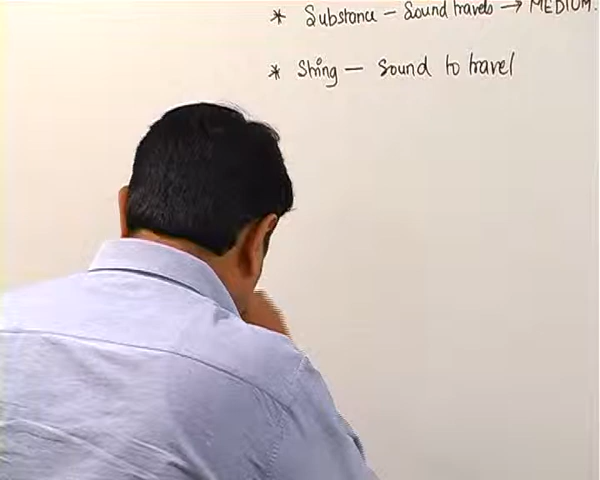 * Substance - Sound travels → MEDIUM.
* String - Sound to travel